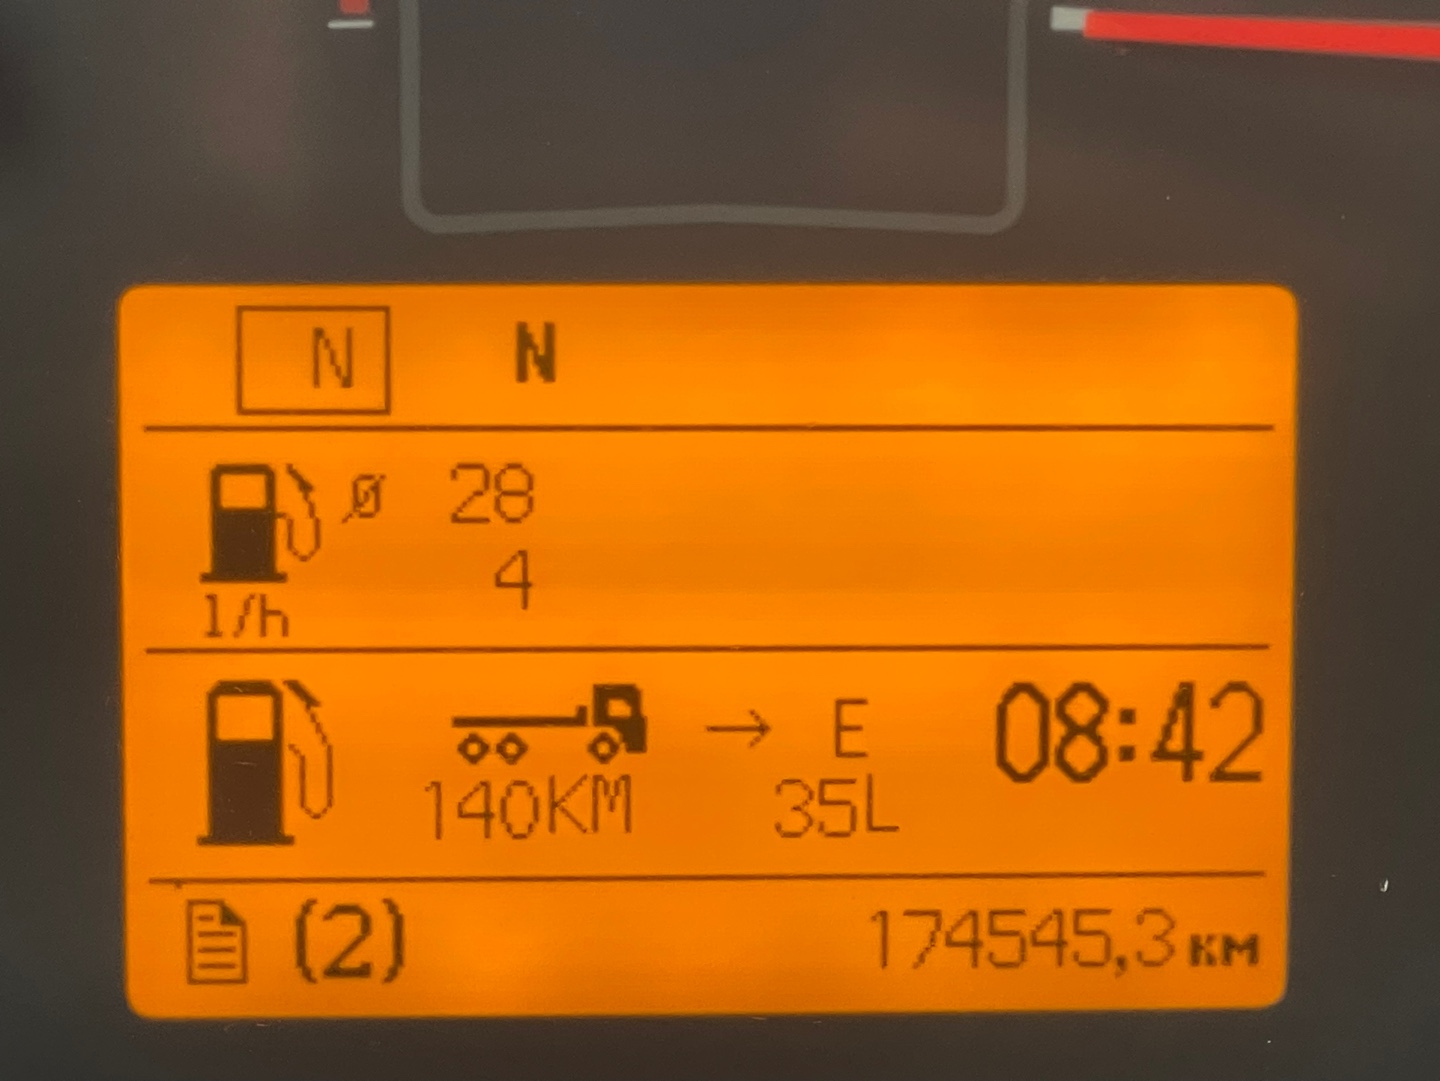 N N
ø 28
4
l/h
→ E 08:42
140KM 35L
(2) 174545,3 км